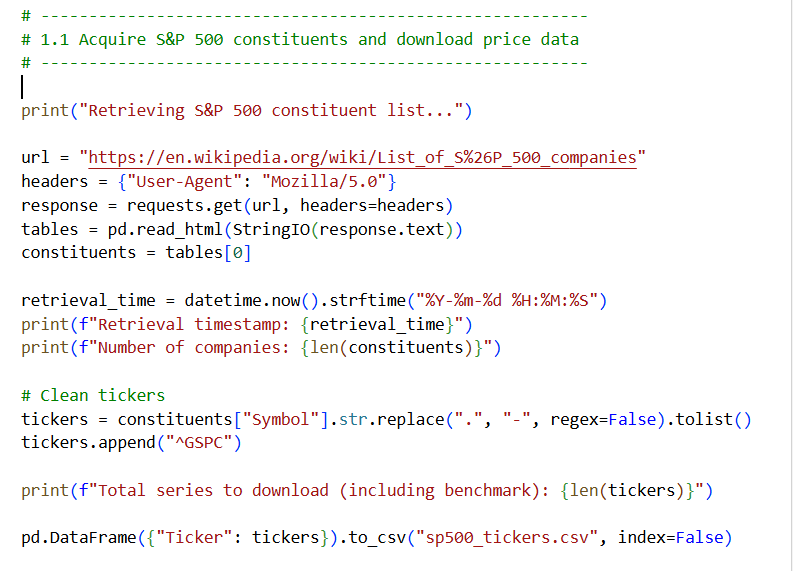 # ---------------------------------------------------------
# 1.1 Acquire S&P 500 constituents and download price data
# ---------------------------------------------------------
print("Retrieving S&P 500 constituent list...")
url = "https://en.wikipedia.org/wiki/List_of_S%26P_500_companies"
headers = {"User-Agent": "Mozilla/5.0"}
response = requests.get(url, headers=headers)
tables = pd.read_html(StringIO(response.text))
constituents = tables[0]
retrieval_time = datetime.now().strftime("%Y-%m-%d %H:%M:%S")
print(f"Retrieval timestamp: {retrieval_time}")
print(f"Number of companies: {len(constituents)}")
# Clean tickers
tickers = constituents["Symbol"].str.replace(".", "-", regex=False).tolist()
tickers.append("^GSPC")
print(f"Total series to download (including benchmark): {len(tickers)}")
pd.DataFrame({"Ticker": tickers}).to_csv("sp500_tickers.csv", index=False)